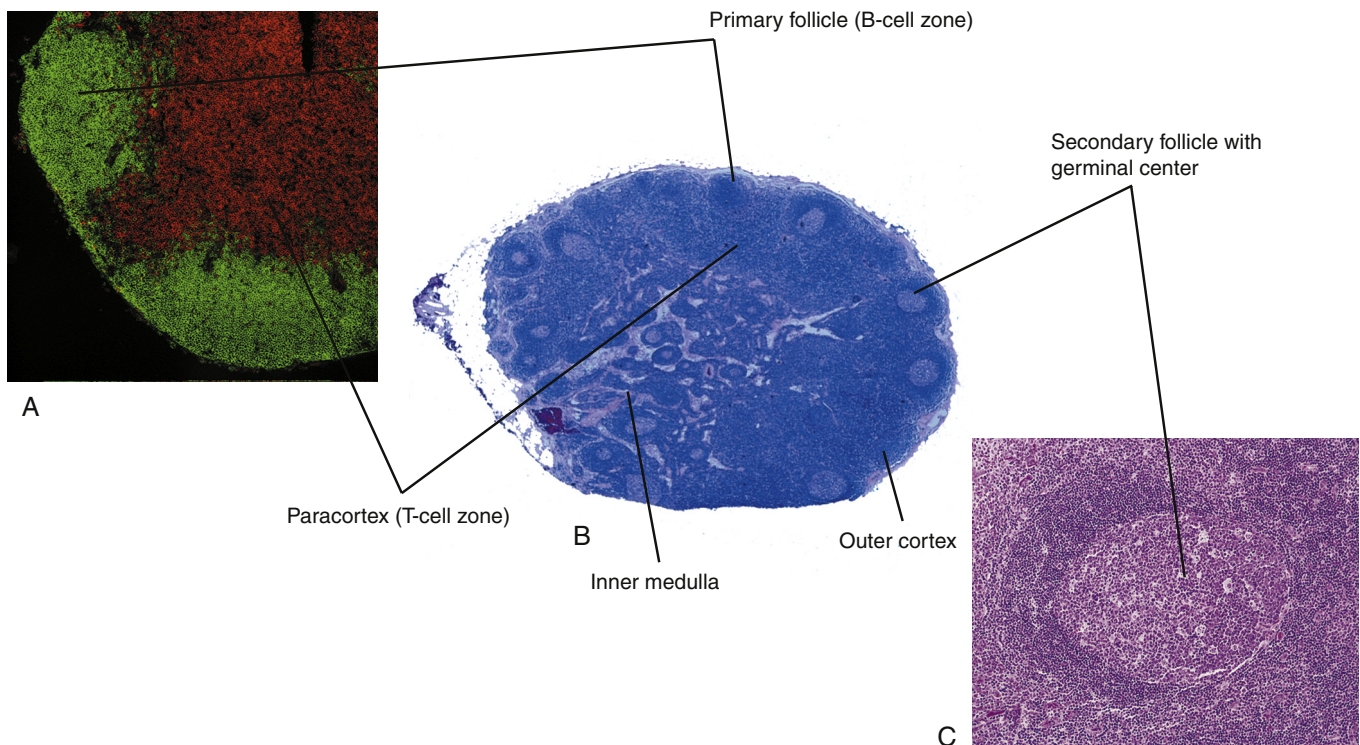 Primary follicle (B-cell zone)
Secondary follicle with
germinal center
A
Paracortex (T-cell zone)
B
Outer cortex
Inner medulla
C